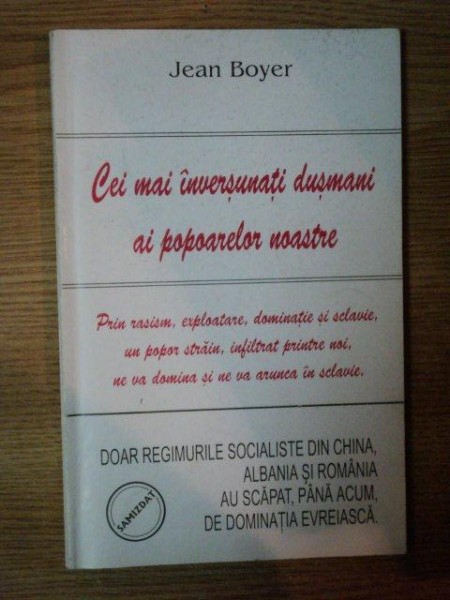 Jean Boyer
Cei mai înverşunaţi duşmani
ai popoarelor noastre
Prin rasism, exploatare, dominaţie şi sclavie,
un popor străin, infiltrat printre noi,
ne va domina şi ne va arunca în sclavie.
DOAR REGIMURILE SOCIALISTE DIN CHINA,
ALBANIA ŞI ROMÂNIA
AU SCĂPAT, PÂNĂ ACUM,
DE DOMINAŢIA EVREIASCĂ.
SAMIZDAT